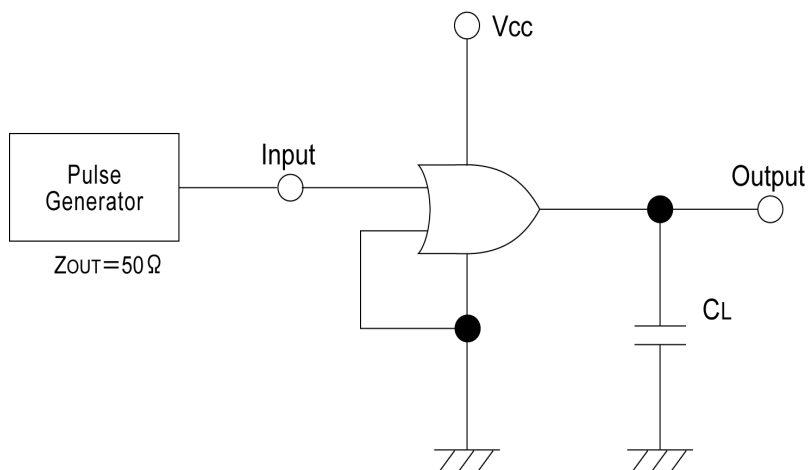 Vcc
Input
Output
Pulse
Generator
ZOUT=50Ω
CL